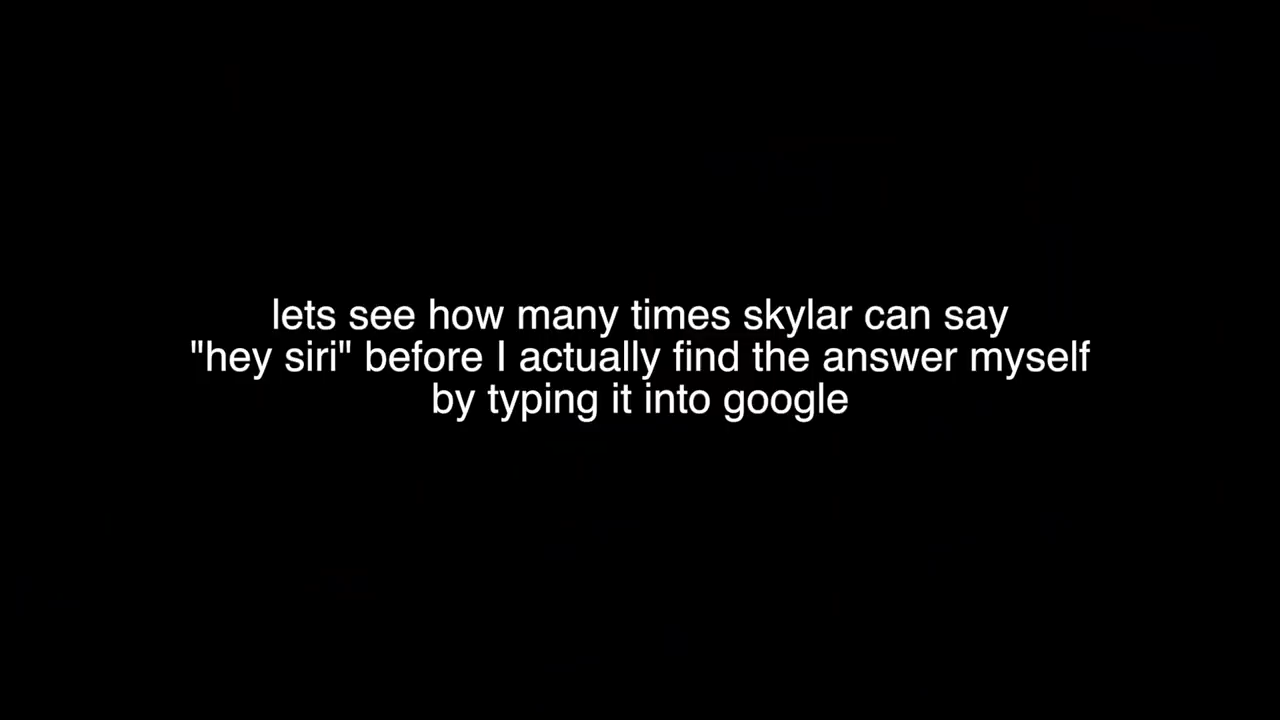 lets see how many times skylar can say
"hey siri" before I actually find the answer myself
by typing it into google